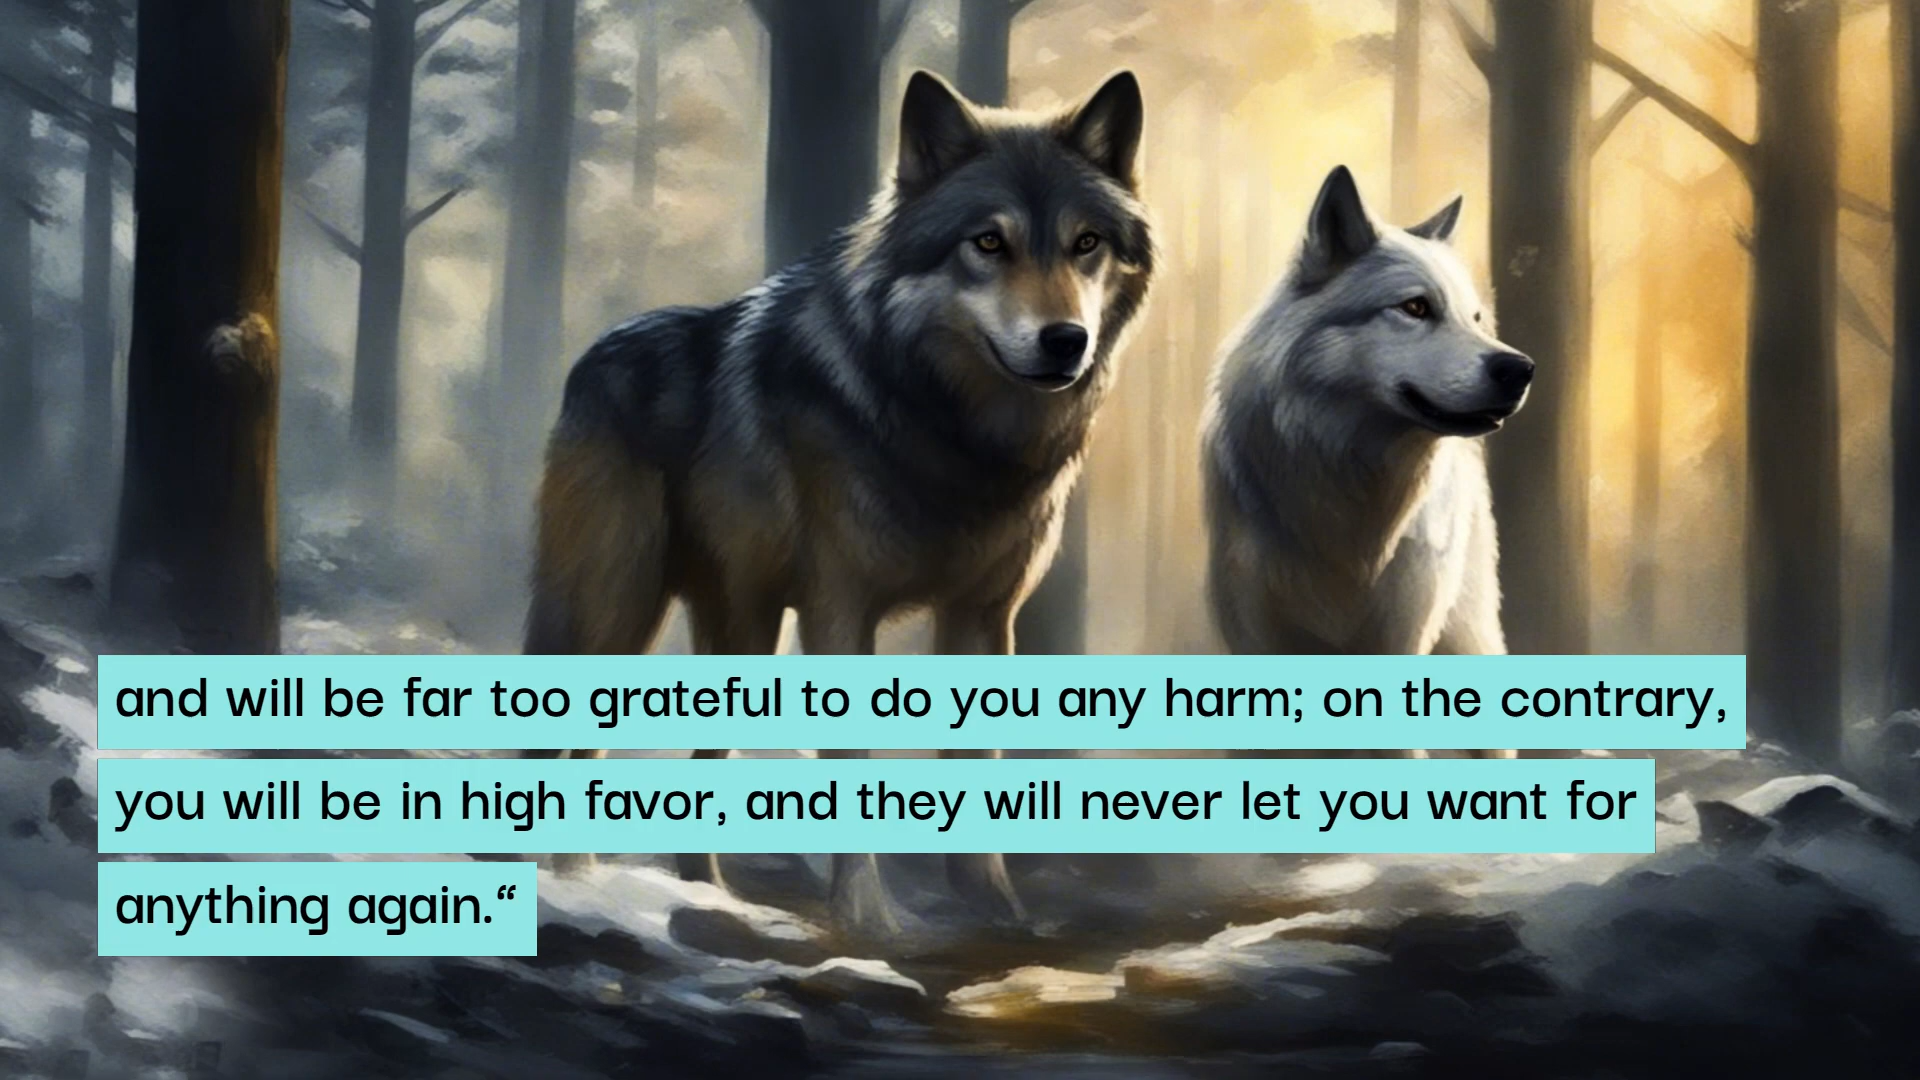 and will be far too grateful to do you any harm; on the contrary,
you will be in high favor, and they will never let you want for
anything again.“